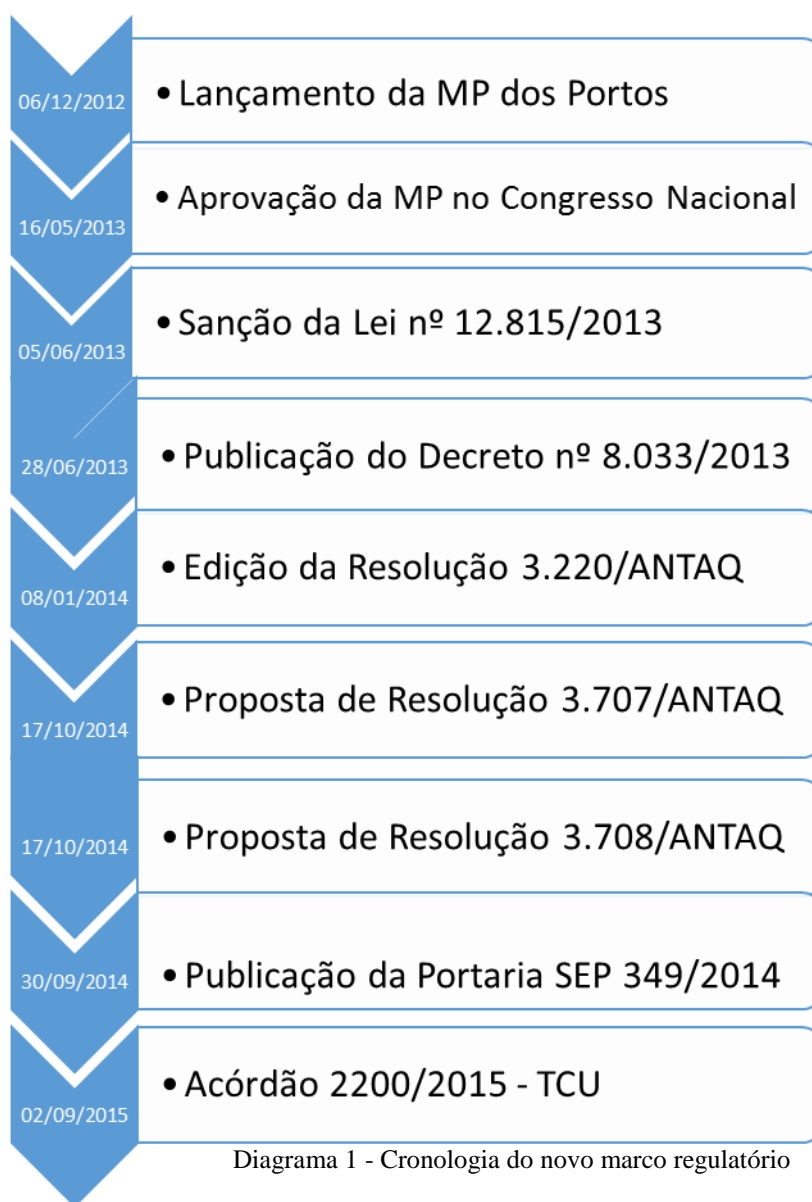 06/12/2012
• Lançamento da MP dos Portos
16/05/2013
• Aprovação da MP no Congresso Nacional
05/06/2013
• Sanção da Lei nº 12.815/2013
28/06/2013
• Publicação do Decreto nº 8.033/2013
08/01/2014
• Edição da Resolução 3.220/ANTAQ
17/10/2014
• Proposta de Resolução 3.707/ANTAQ
17/10/2014
• Proposta de Resolução 3.708/ANTAQ
30/09/2014
• Publicação da Portaria SEP 349/2014
02/09/2015
• Acórdão 2200/2015 - TCU
Diagrama 1 - Cronologia do novo marco regulatório